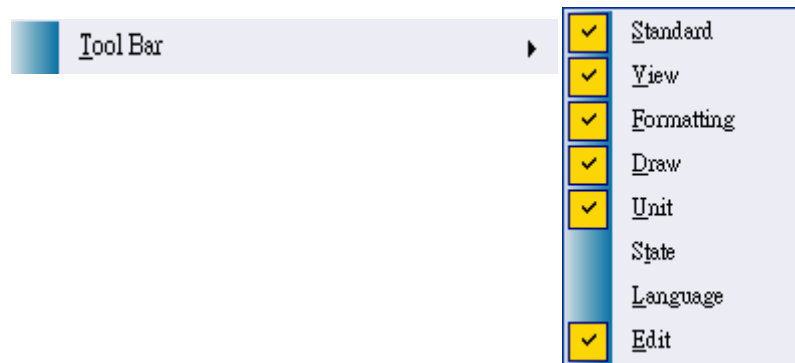 Tool Bar
Standard
View
Formatting
Draw
Unit
State
Language
Edit